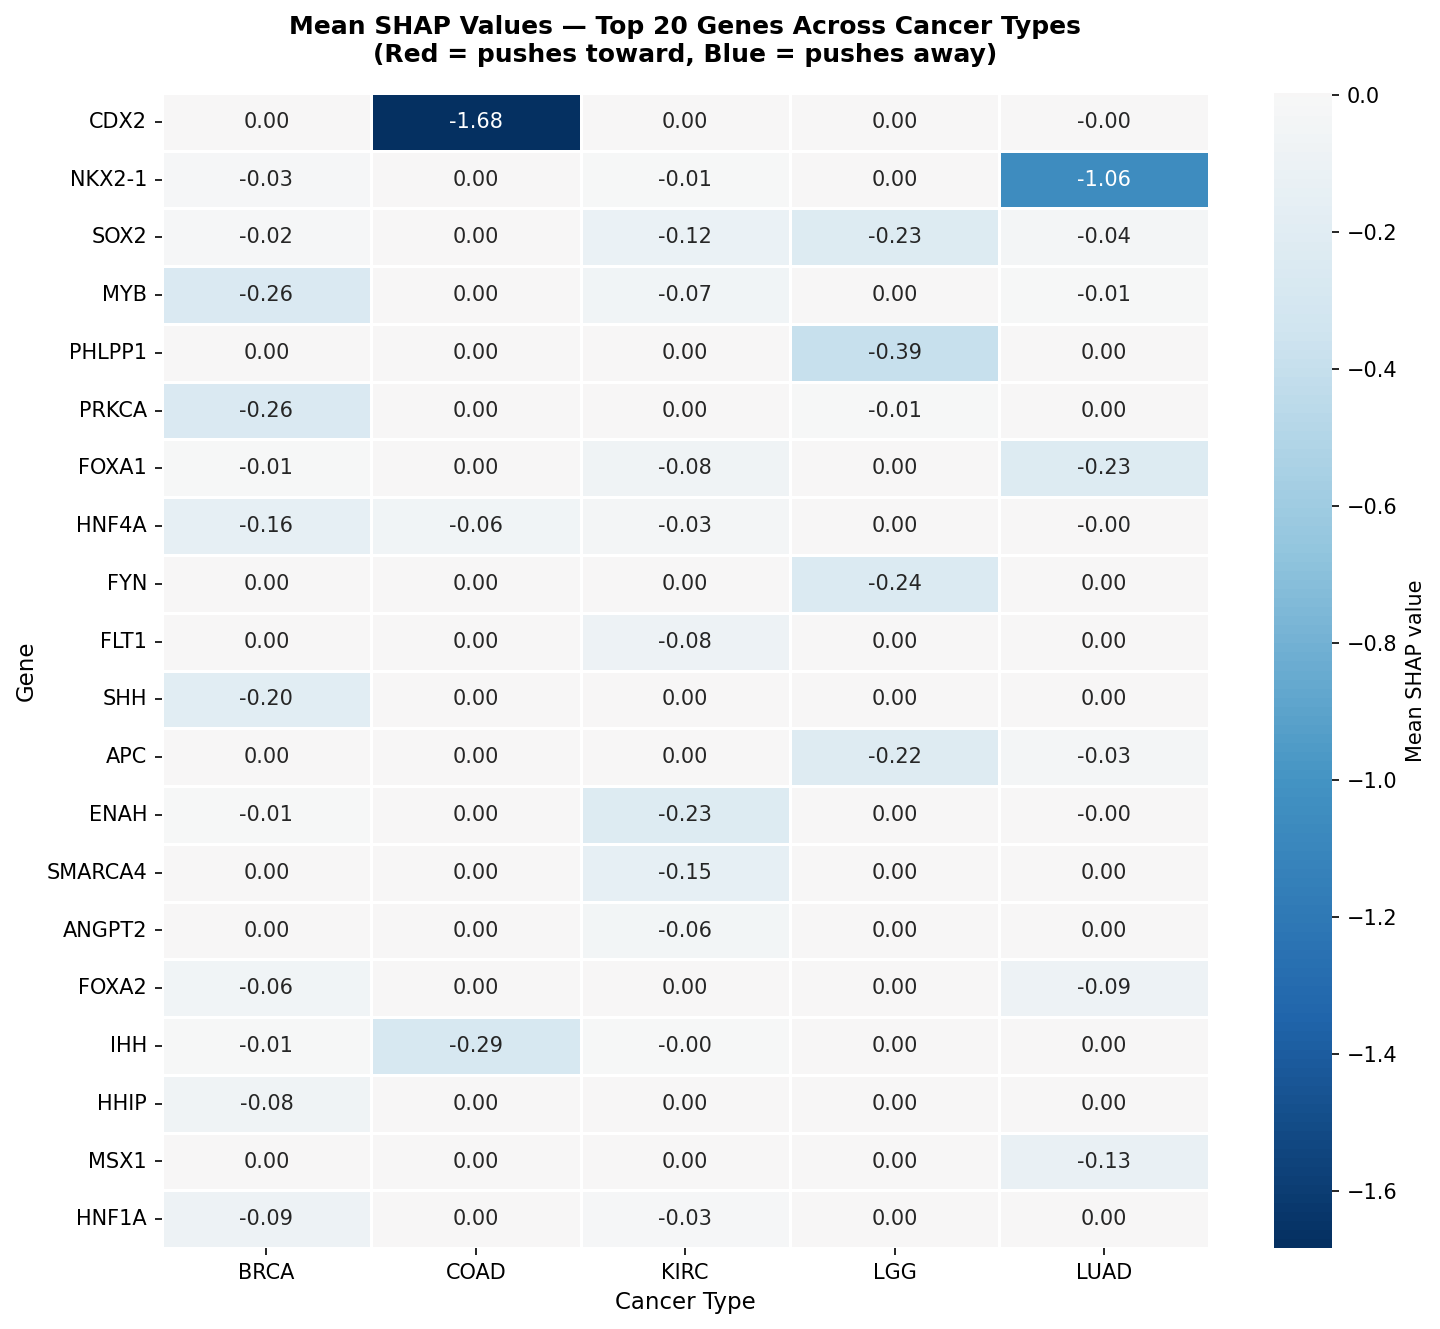 Mean SHAP Values — Top 20 Genes Across Cancer Types
(Red = pushes toward, Blue = pushes away)
CDX2 0.00 -1.68 0.00 0.00 -0.00
NKX2-1 -0.03 0.00 -0.01 0.00 -1.06
SOX2 -0.02 0.00 -0.12 -0.23 -0.04
MYB -0.26 0.00 -0.07 0.00 -0.01
PHLPP1 0.00 0.00 0.00 -0.39 0.00
PRKCA -0.26 0.00 0.00 -0.01 0.00
FOXA1 -0.01 0.00 -0.08 0.00 -0.23
HNF4A -0.16 -0.06 -0.03 0.00 -0.00
FYN 0.00 0.00 0.00 -0.24 0.00
FLT1 0.00 0.00 -0.08 0.00 0.00
SHH -0.20 0.00 0.00 0.00 0.00
APC 0.00 0.00 0.00 -0.22 -0.03
ENAH -0.01 0.00 -0.23 0.00 -0.00
SMARCA4 0.00 0.00 -0.15 0.00 0.00
ANGPT2 0.00 0.00 -0.06 0.00 0.00
FOXA2 -0.06 0.00 0.00 0.00 -0.09
IHH -0.01 -0.29 -0.00 0.00 0.00
HHIP -0.08 0.00 0.00 0.00 0.00
MSX1 0.00 0.00 0.00 0.00 -0.13
HNF1A -0.09 0.00 -0.03 0.00 0.00
BRCA COAD KIRC LGG LUAD
Cancer Type
Gene
0.0
−0.2
−0.4
−0.6
−0.8
−1.0
−1.2
−1.4
−1.6
Mean SHAP value